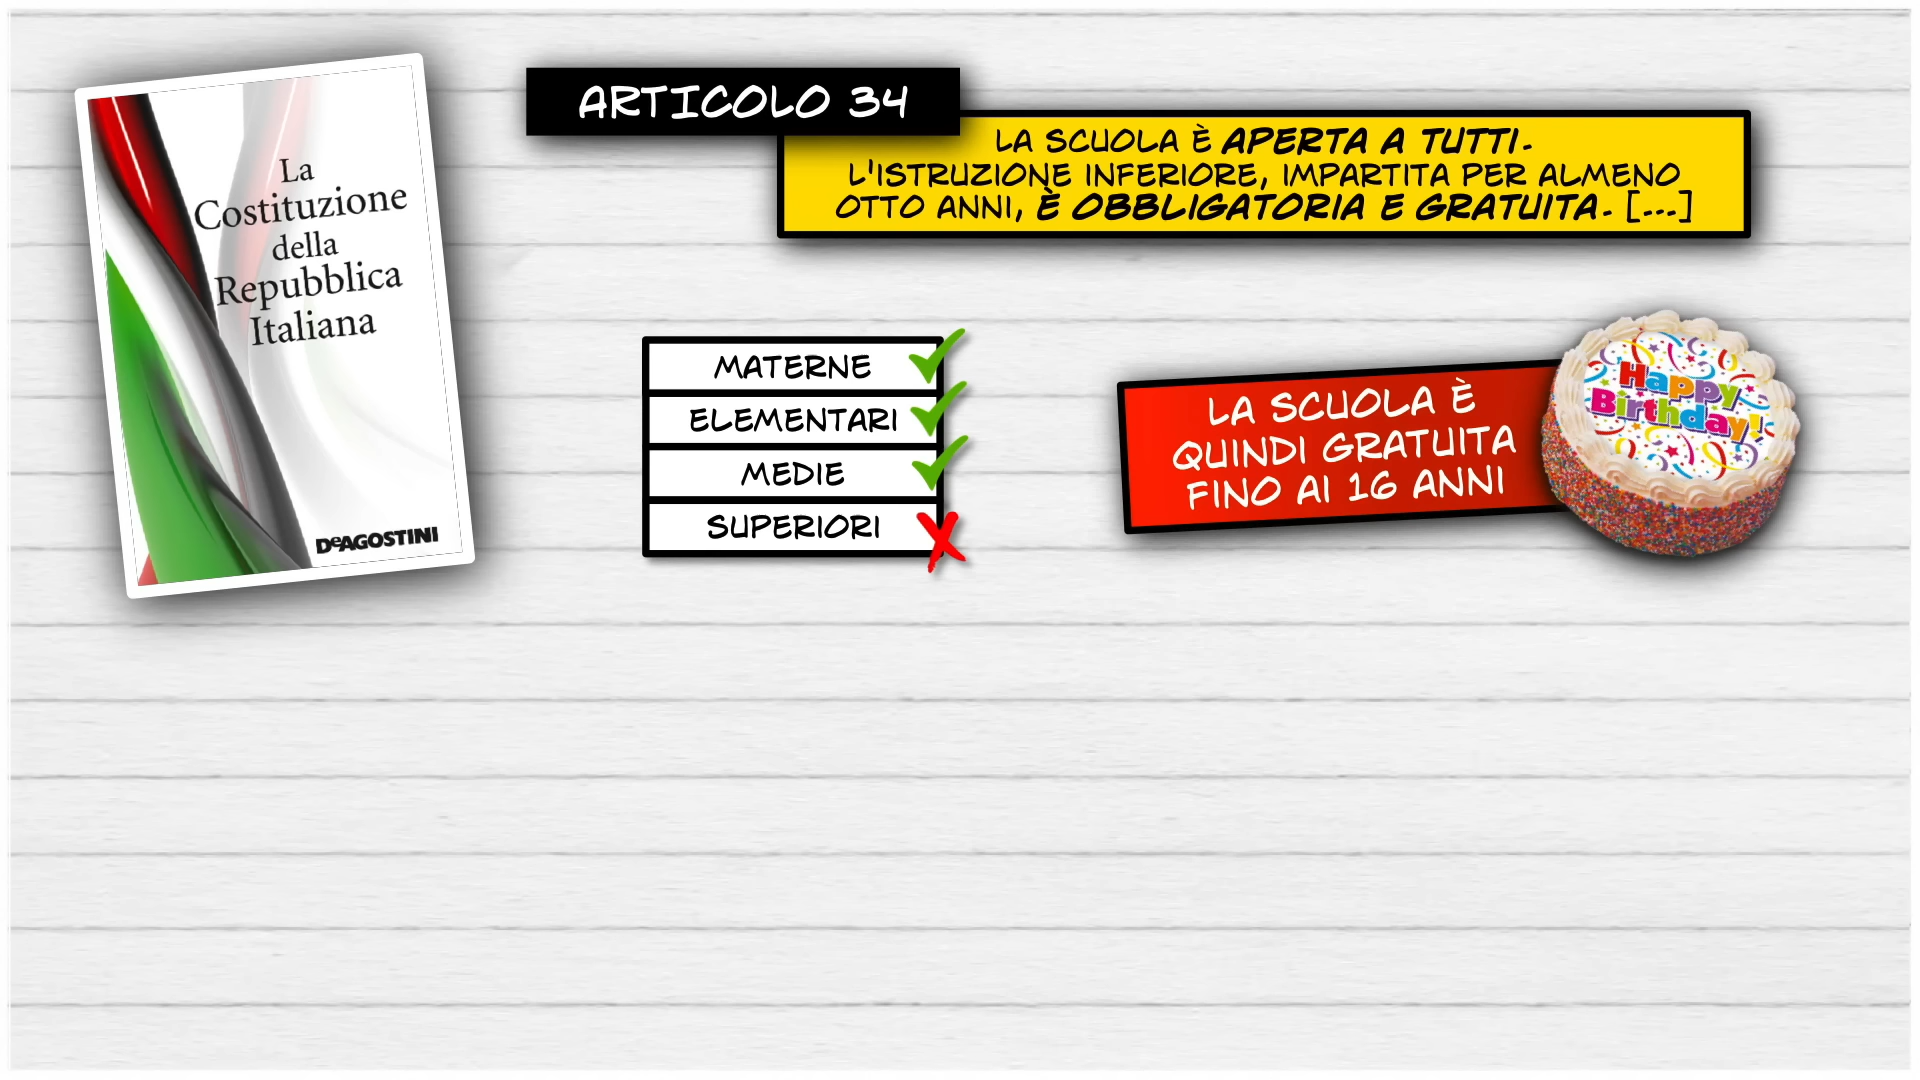 La
Costituzione
della
Repubblica
Italiana
DeAGOSTINI
ARTICOLO 34
LA SCUOLA È APERTA A TUTTI.
L'ISTRUZIONE INFERIORE, IMPARTITA PER ALMENO
OTTO ANNI, È OBBLIGATORIA E GRATUITA. [...]
MATERNE
ELEMENTARI
MEDIE
SUPERIORI
LA SCUOLA È
QUINDI GRATUITA
FINO AI 16 ANNI
Happy
Birthday!